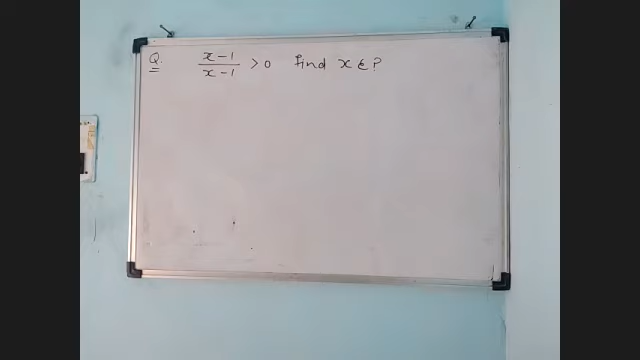 Q. x-1/x-1 >0 Find x ϵ ?